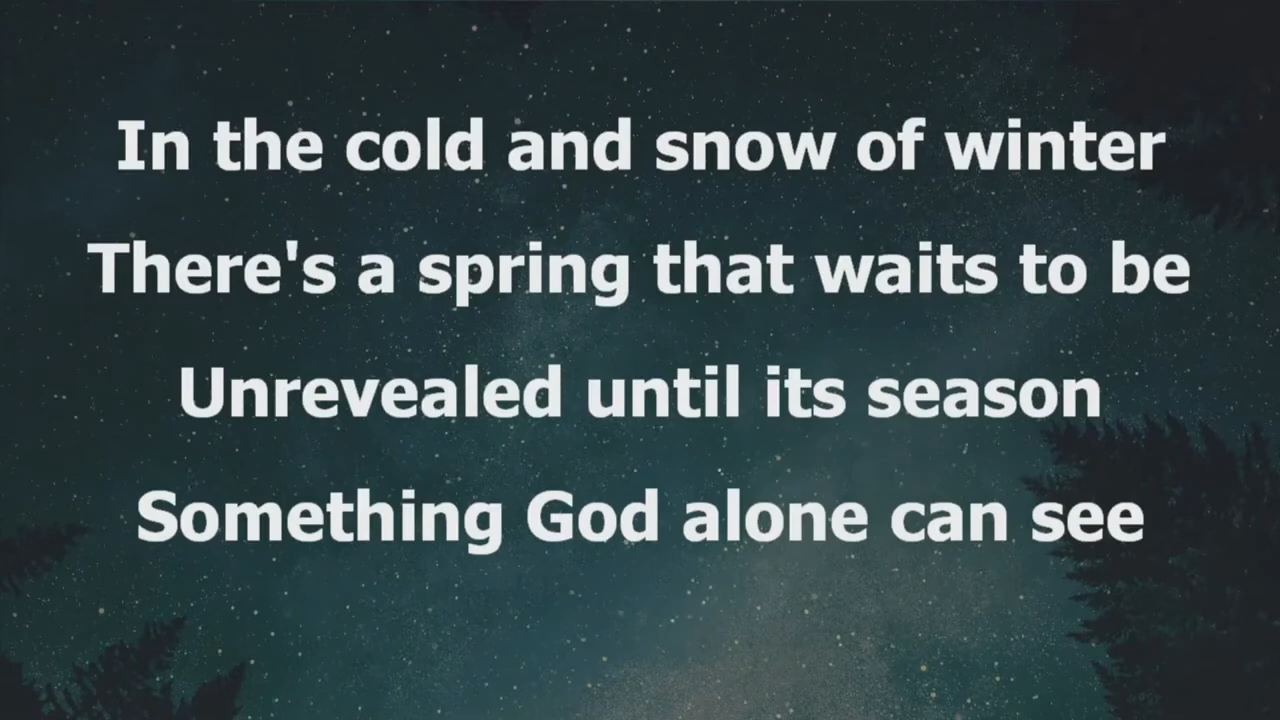 In the cold and snow of winter
There's a spring that waits to be
Unrevealed until its season
Something God alone can see